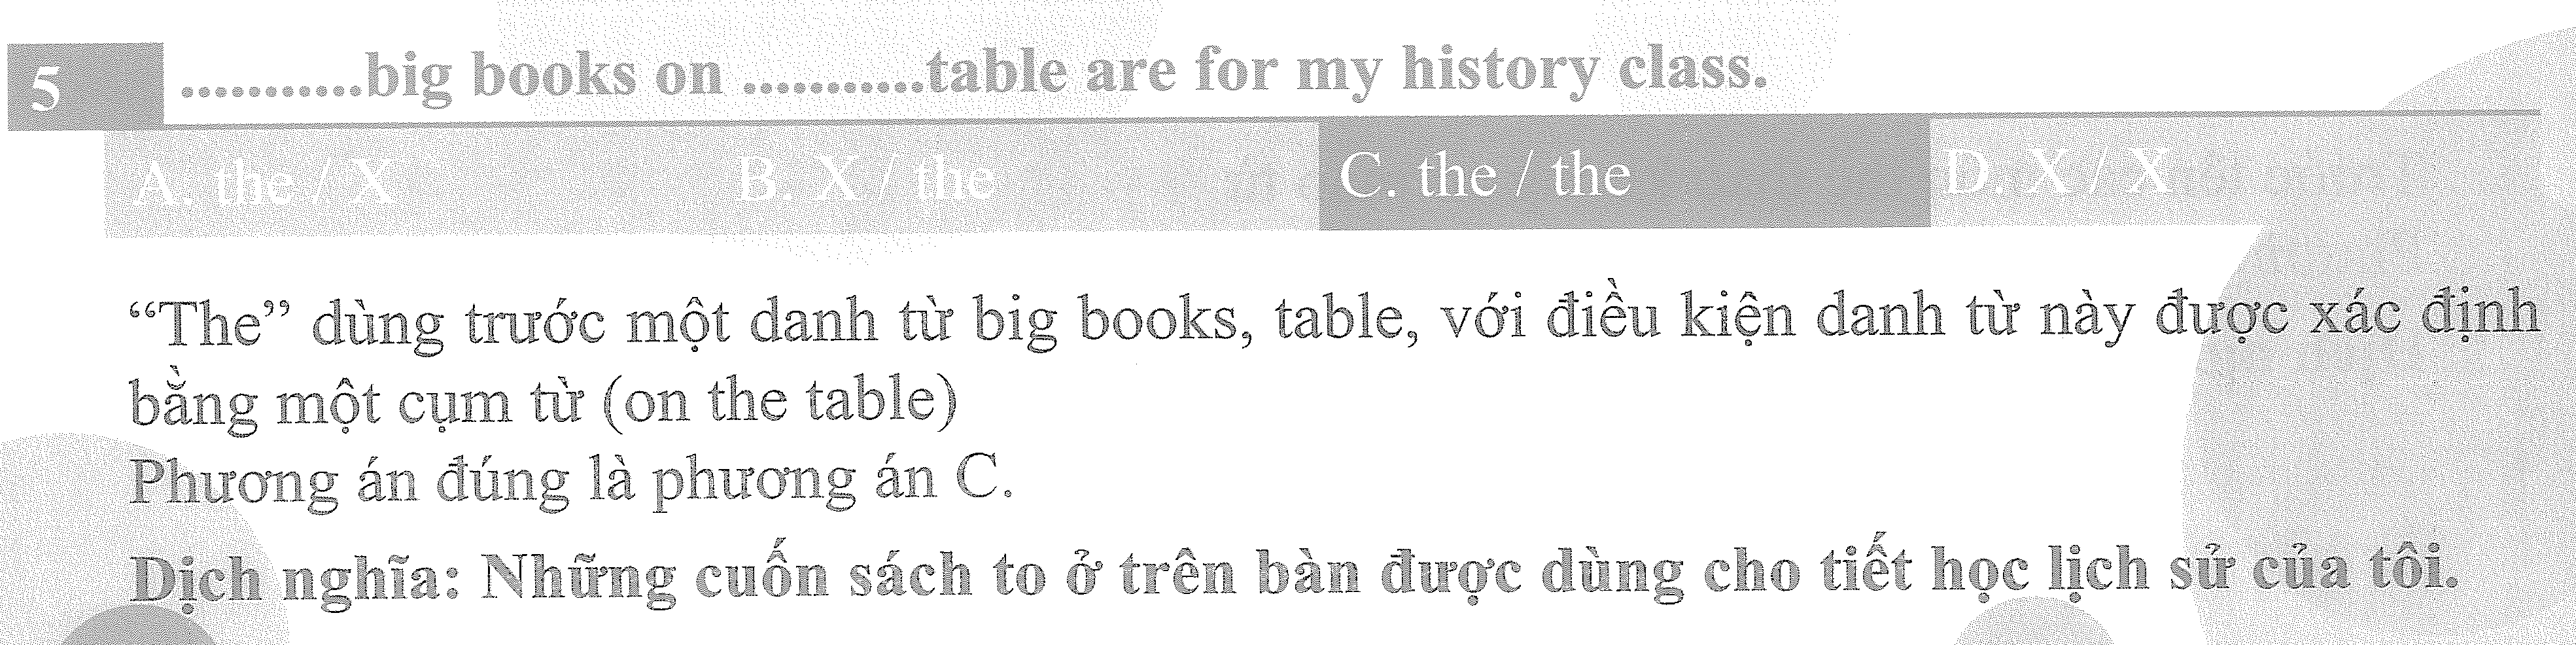 5 ...........big books on ...........table are for my history class.
A. the / X B. X / the C. the / the D. X / X
“The” dùng trước một danh từ big books, table, với điều kiện danh từ này được xác định
bằng một cụm từ (on the table)
Phương án đúng là phương án C.
Dịch nghĩa: Những cuốn sách to ở trên bàn được dùng cho tiết học lịch sử của tôi.